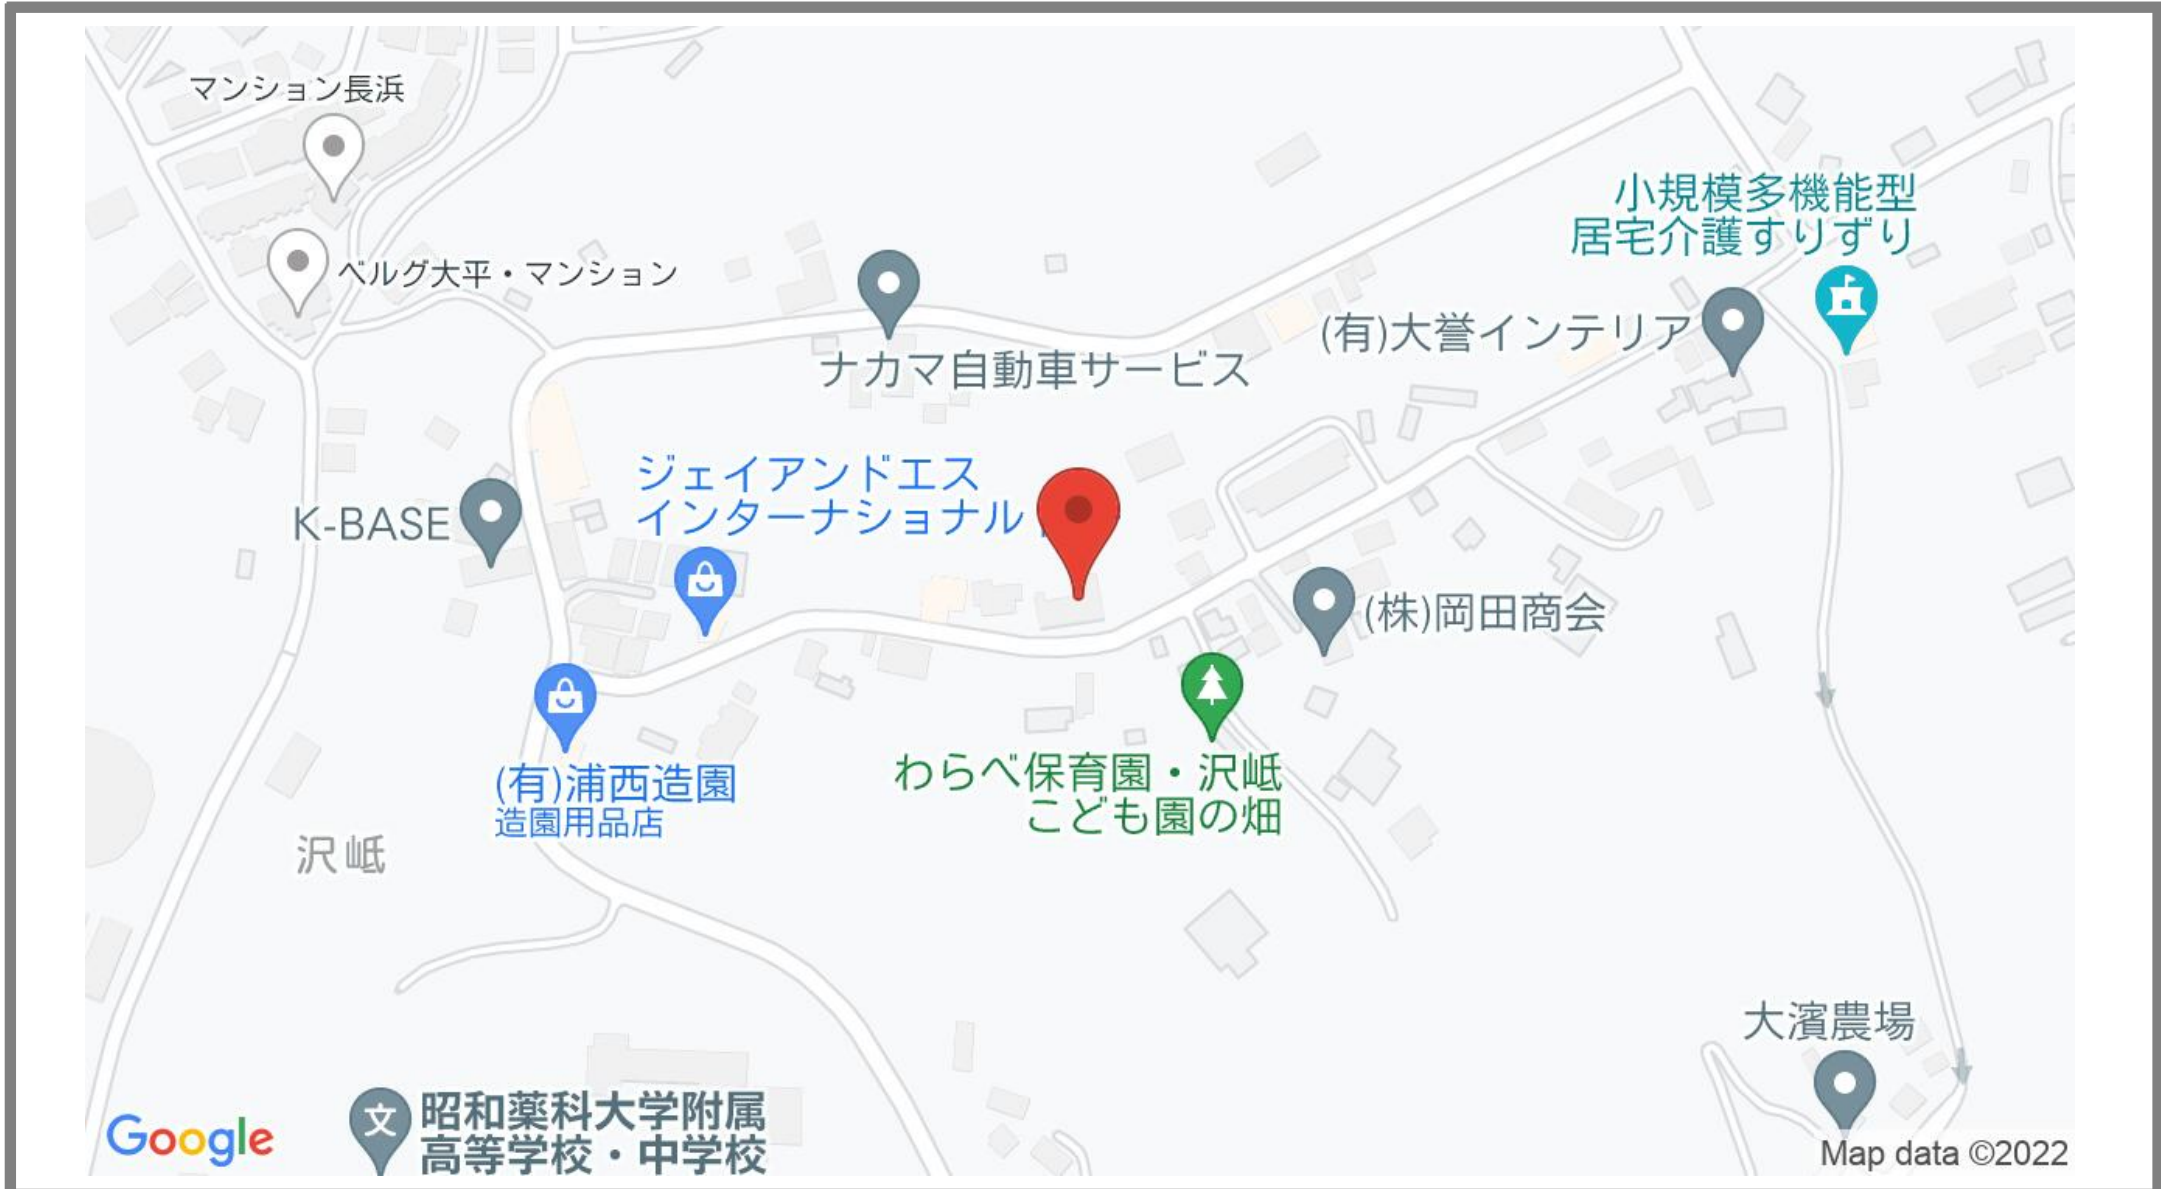 マンション長浜
ベルグ大平・マンション
小規模多機能型
居宅介護すりずり
(有)大誉インテリア
ナカマ自動車サービス
ジェイアンドエス
インターナショナル
K-BASE
(株)岡田商会
(有)浦西造園
造園用品店
わらべ保育園・沢岻
こども園の畑
沢岻
大濱農場
昭和薬科大学附属
高等学校・中学校
Google
Map data ©2022